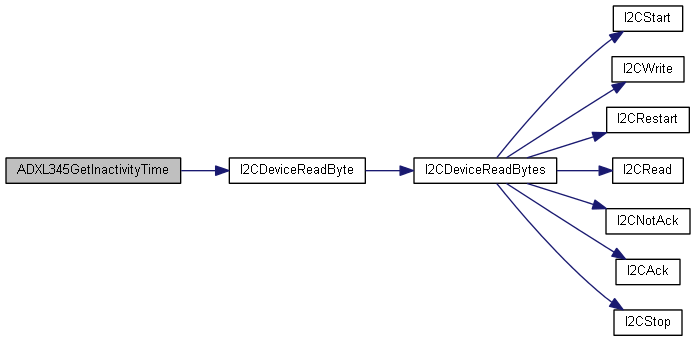 ADXL345GetInactivityTime
I2CDeviceReadByte
I2CDeviceReadBytes
I2CStart
I2CWrite
I2CRestart
I2CRead
I2CNotAck
I2CAck
I2CStop